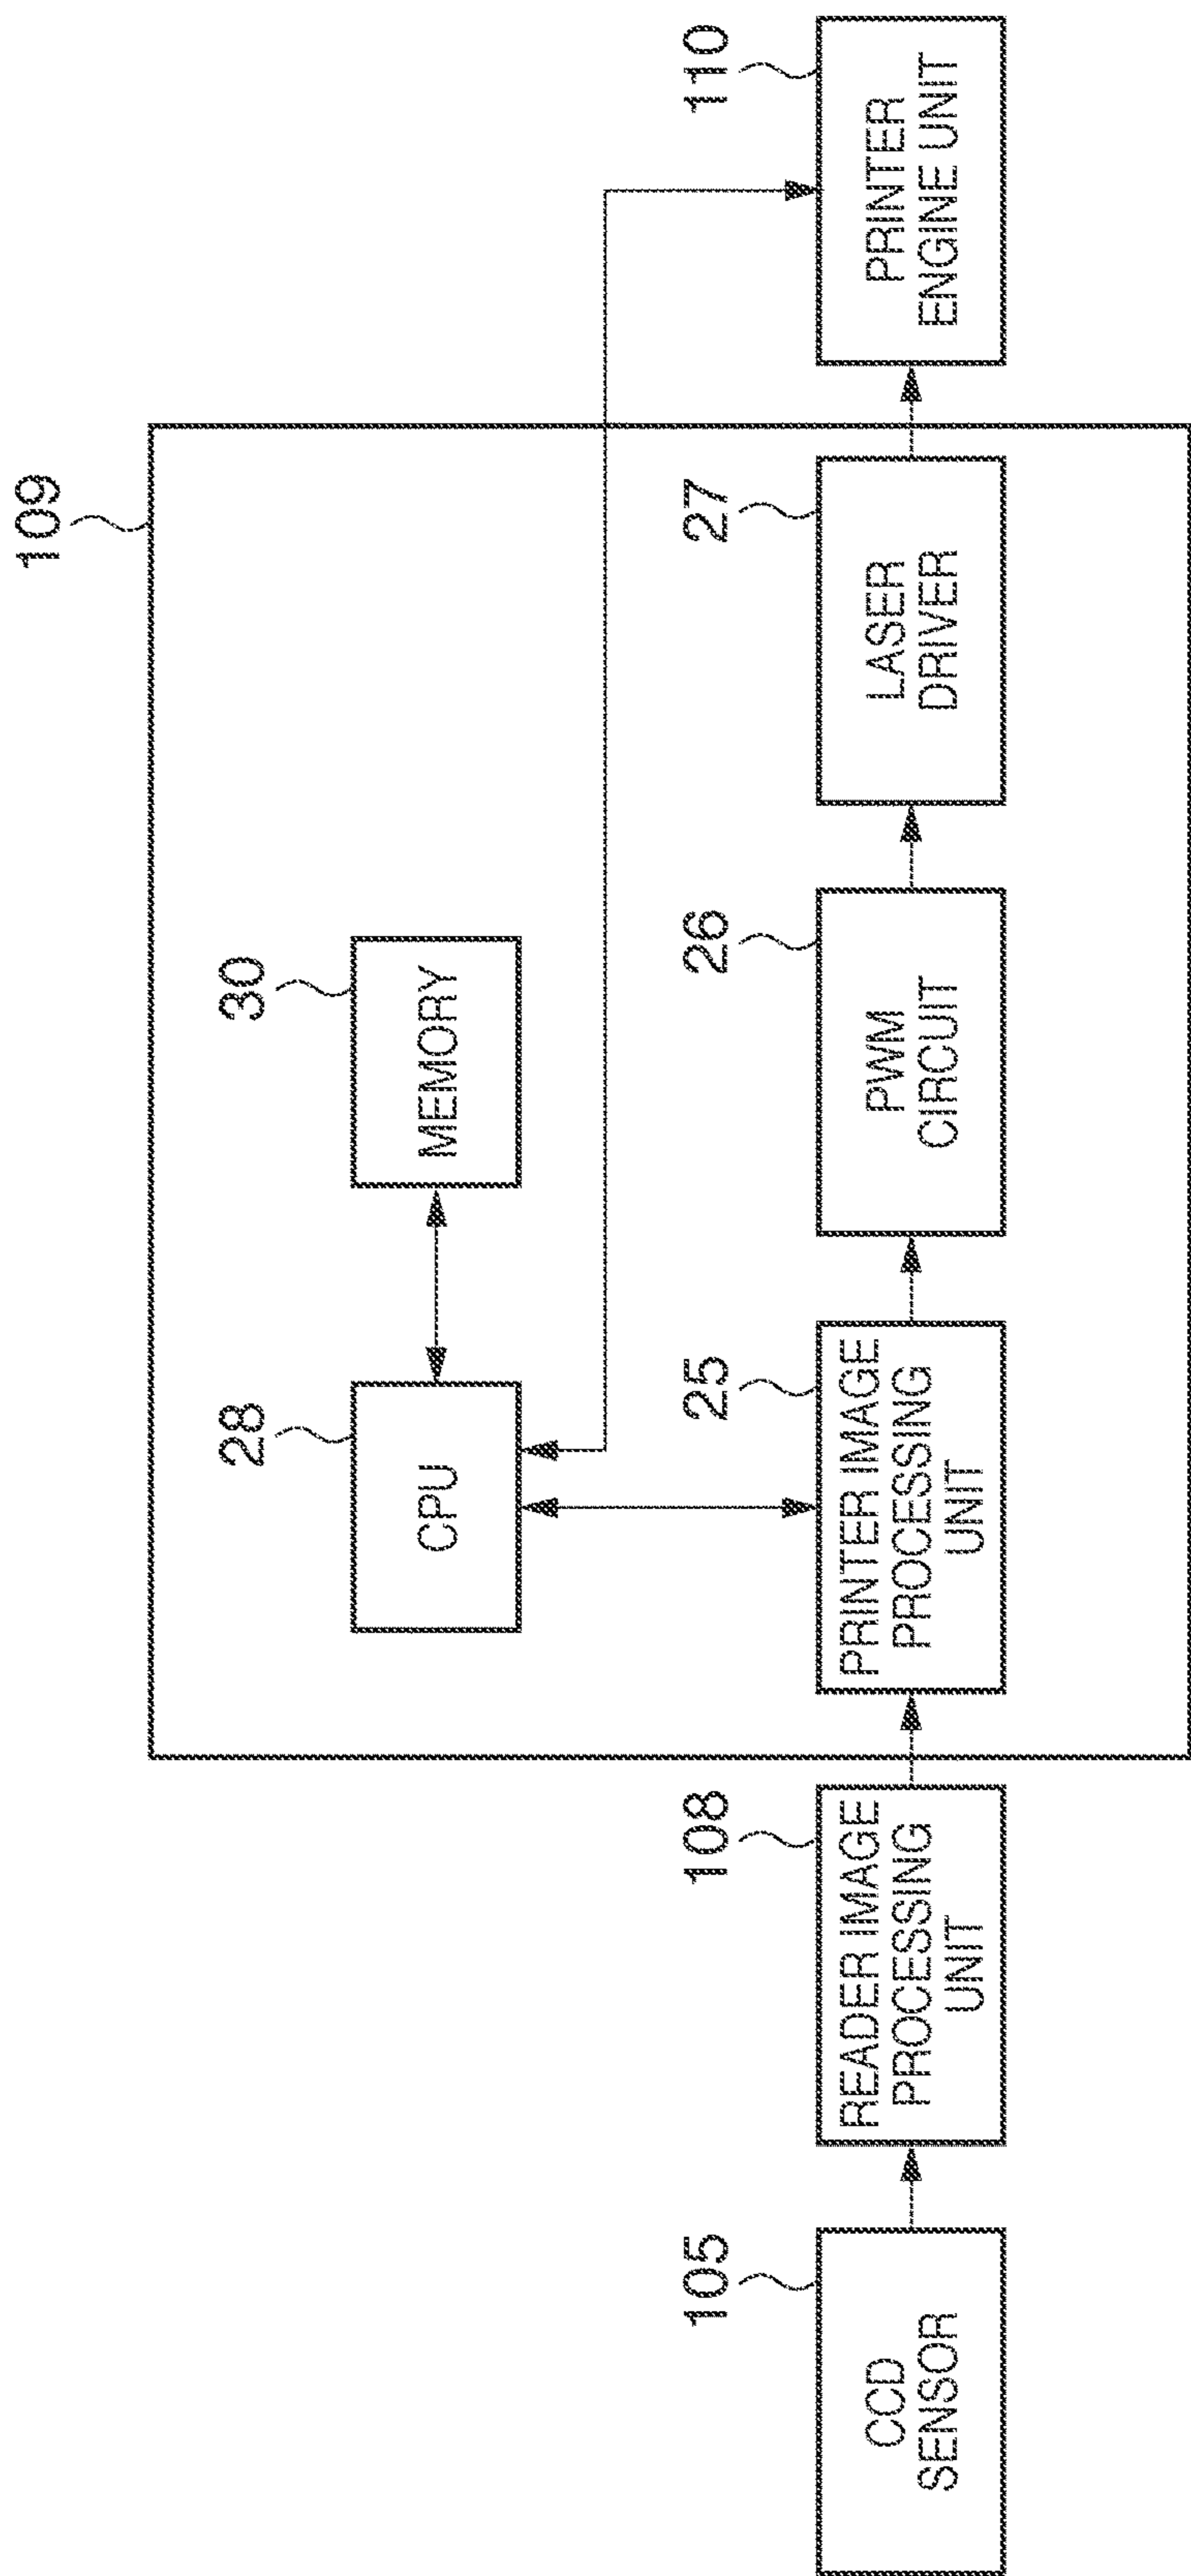 109
30
MEMORY
28
CPU
105
CCD
SENSOR
108
READER IMAGE
PROCESSING
UNIT
25
PRINTER IMAGE
PROCESSING
UNIT
26
PWM
CIRCUIT
27
LASER
DRIVER
110
PRINTER
ENGINE UNIT